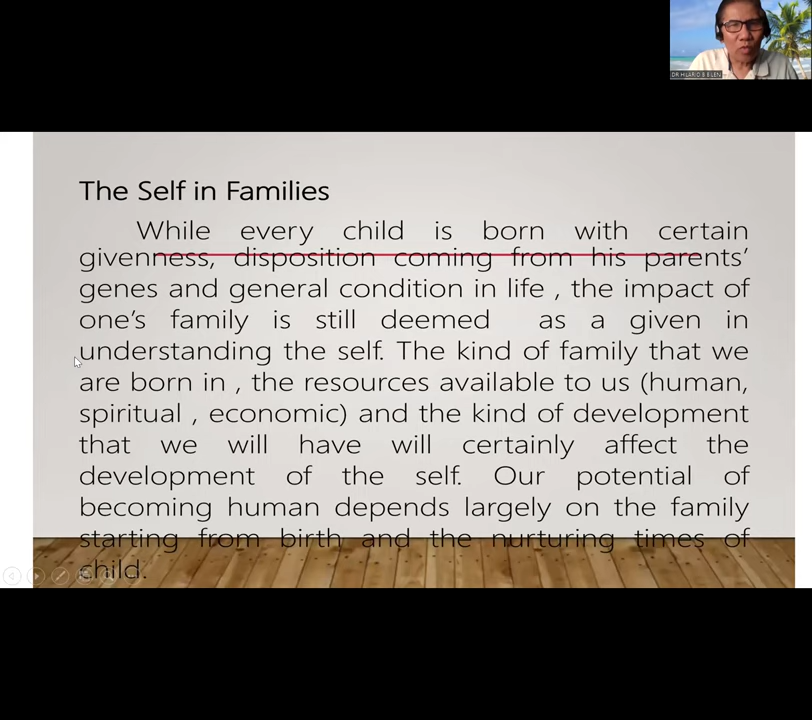 DR HILARIO B ELEN
The Self in Families
While every child is born with certain
givenness, disposition coming from his parents’
genes and general condition in life , the impact of
one’s family is still deemed as a given in
understanding the self. The kind of family that we
are born in , the resources available to us (human,
spiritual , economic) and the kind of development
that we will have will certainly affect the
development of the self. Our potential of
becoming human depends largely on the family
starting from birth and the nurturing times of
child.